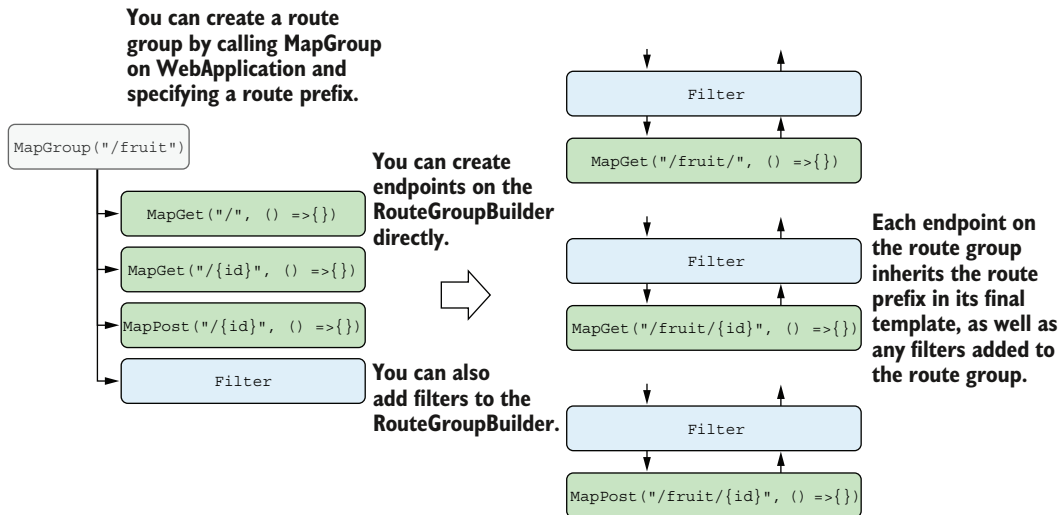 You can create a route
group by calling MapGroup
on WebApplication and
specifying a route prefix.
MapGroup("/fruit")
MapGet("/", () =>{})
MapGet("/{id}", () =>{})
MapPost("/{id}", () =>{})
Filter
You can create
endpoints on the
RouteGroupBuilder
directly.
You can also
add filters to the
RouteGroupBuilder.
Filter
MapGet("/fruit/", () =>{})
Filter
MapGet("/fruit/{id}", () =>{})
Filter
MapPost("/fruit/{id}", () =>{})
Each endpoint on
the route group
inherits the route
prefix in its final
template, as well as
any filters added to
the route group.